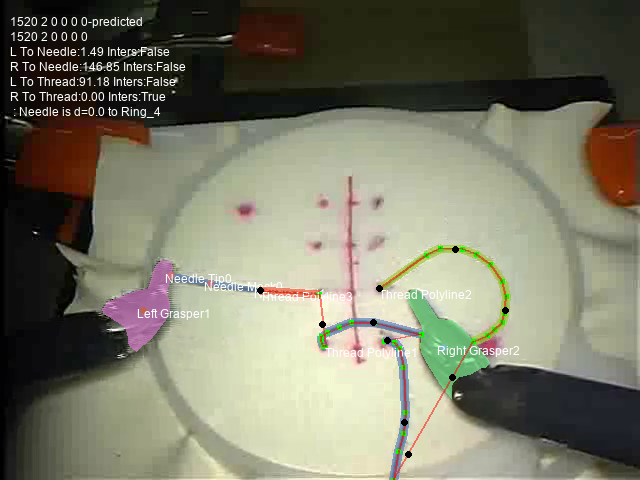 1520 2 0 0 0 0-predicted
1520 2 0 0 0 0
L To Needle:1.49 Inters:False
R To Needle:146.85 Inters:False
L To Thread:91.18 Inters:False
R To Thread:0.00 Inters:True
: Needle is d=0.0 to Ring_4
Needle Tip0
Thread Polyline3
Thread Polyline2
Left Grasper1
Thread Polyline1
Right Grasper2